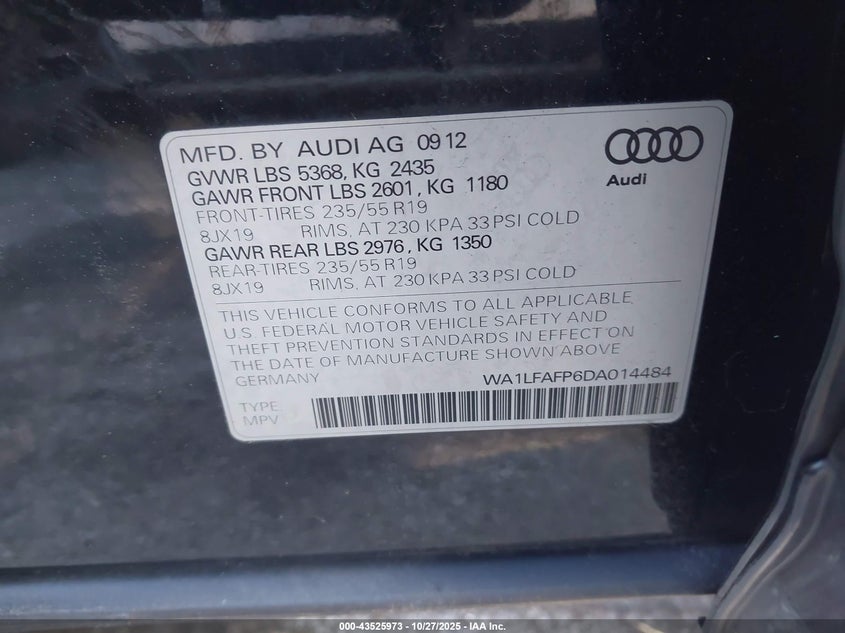 MFD. BY AUDI AG 09 12
GVWR LBS 5368, KG 2435
GAWR FRONT LBS 2601, KG 1180
FRONT-TIRES 235/55 R19
8JX19 RIMS, AT 230 KPA 33 PSI COLD
GAWR REAR LBS 2976, KG 1350
REAR-TIRES 235/55 R19
8JX19 RIMS, AT 230 KPA 33 PSI COLD
Audi
THIS VEHICLE CONFORMS TO ALL APPLICABLE
U.S. FEDERAL MOTOR VEHICLE SAFETY AND
THEFT PREVENTION STANDARDS IN EFFECT ON
THE DATE OF MANUFACTURE SHOWN ABOVE
GERMANY WA1LFAFP6DA014484
TYPE
MPV
000-43525973 | 10/27/2025 | © IAA Inc.